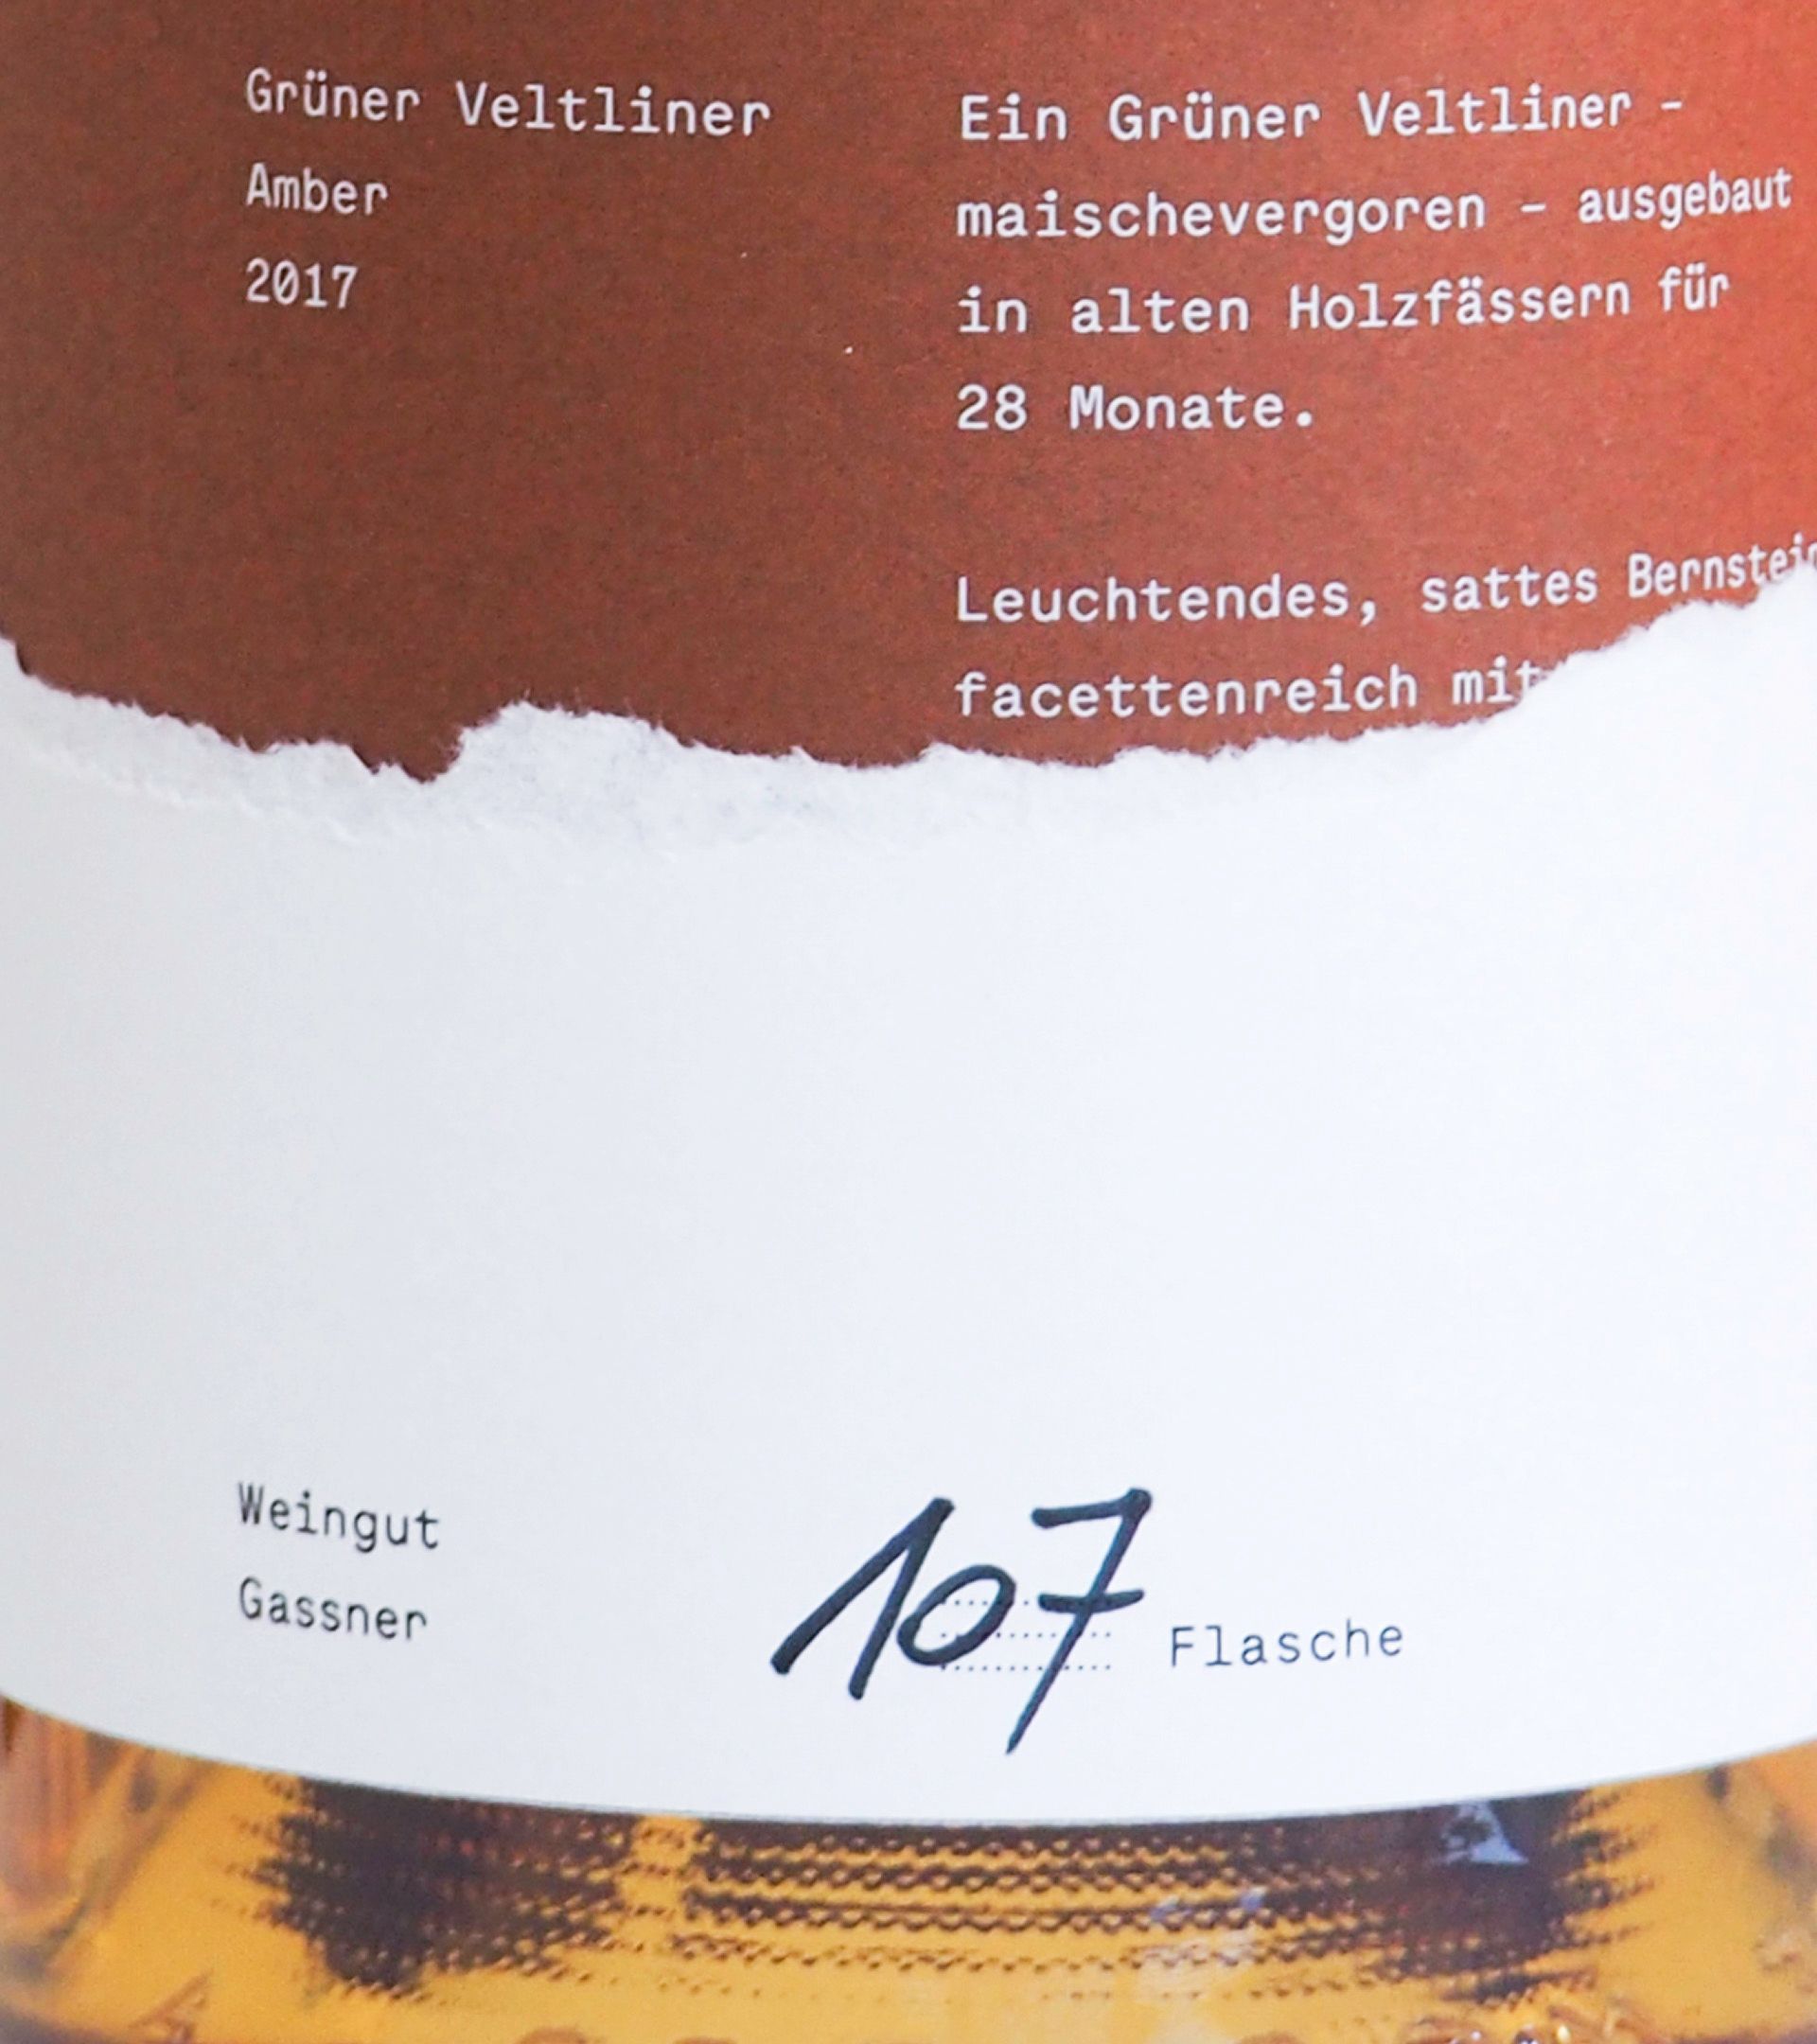 Grüner Veltliner
Amber
2017
Ein Grüner Veltliner –
maischevergoren – ausgebaut
in alten Holzfässern für
28 Monate.
Leuchtendes, sattes
facettenreich mit
Weingut
Gassner
107 Flasche